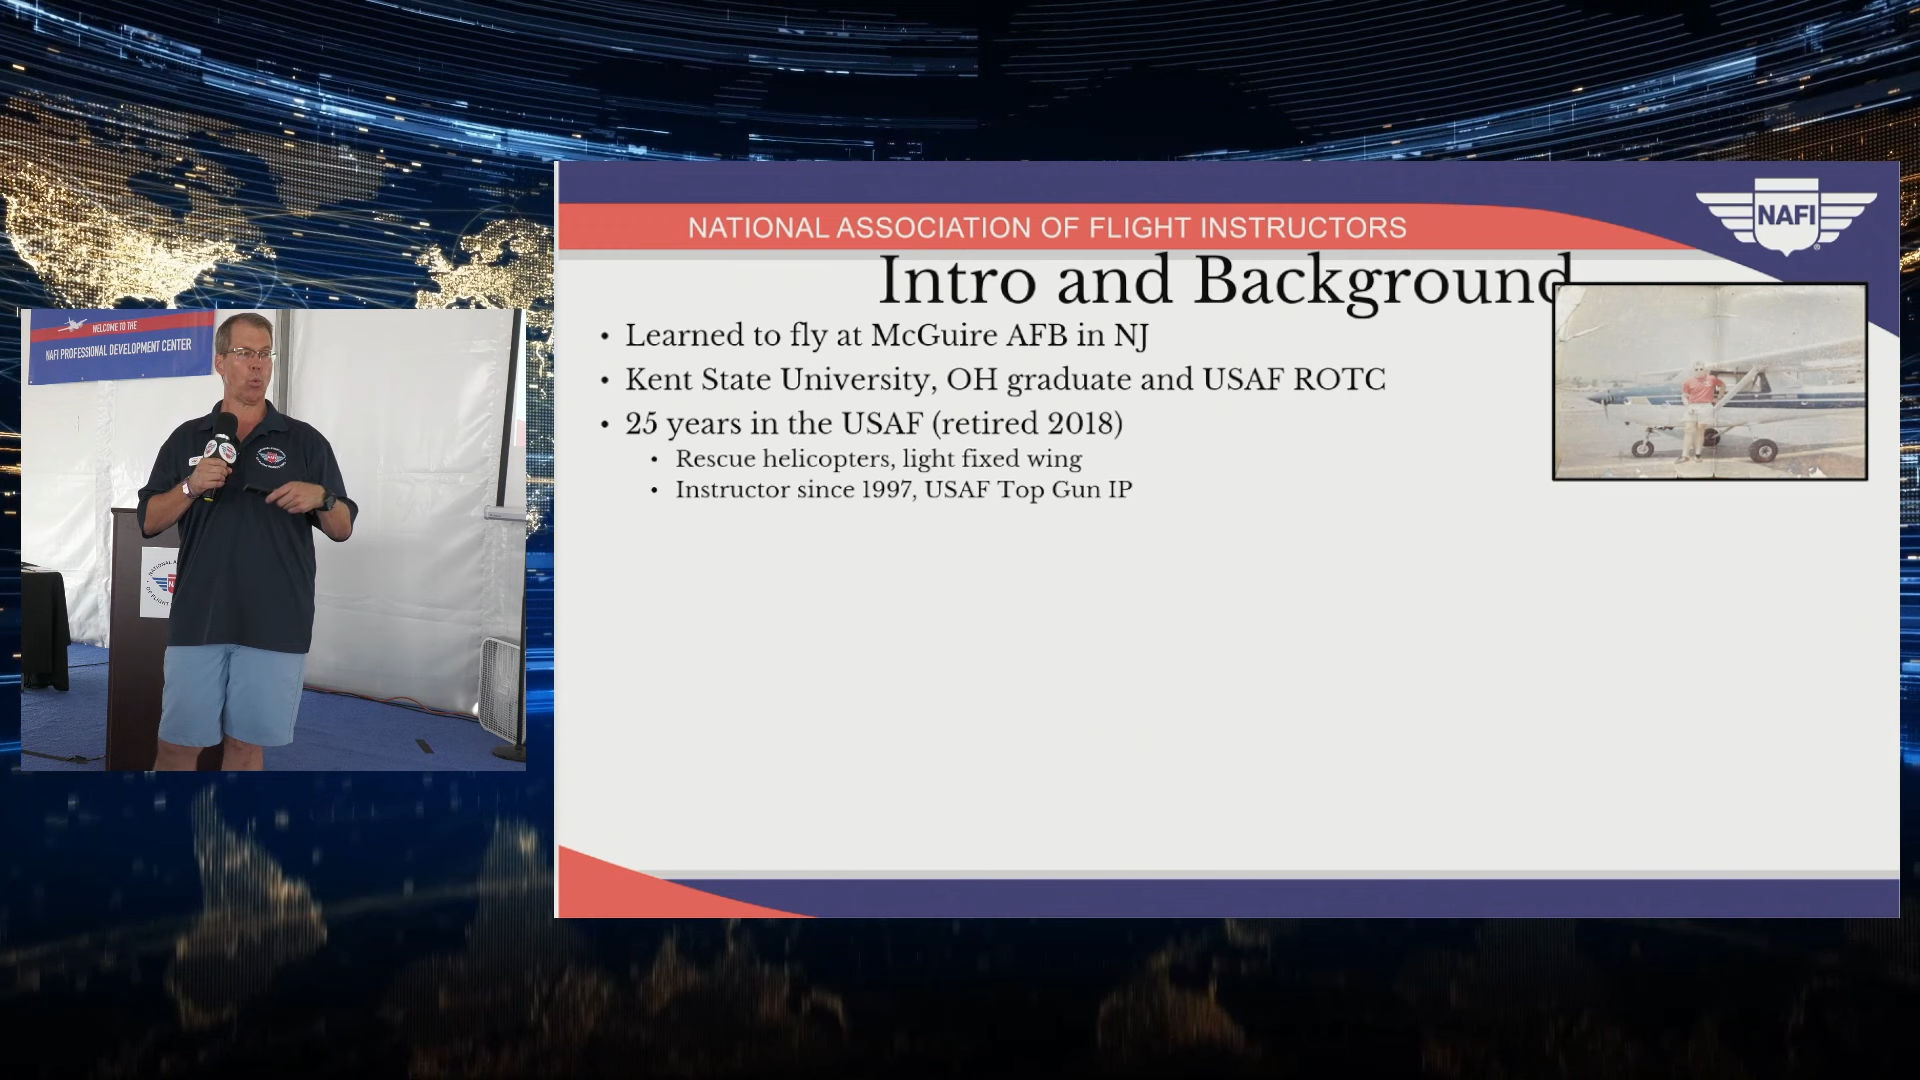 NATIONAL ASSOCIATION OF FLIGHT INSTRUCTORS
NAFI
Intro and Background
• Learned to fly at McGuire AFB in NJ
• Kent State University, OH graduate and USAF ROTC
• 25 years in the USAF (retired 2018)
• Rescue helicopters, light fixed wing
• Instructor since 1997, USAF Top Gun IP
WELCOME TO THE
NAFI PROFESSIONAL DEVELOPMENT CENTER